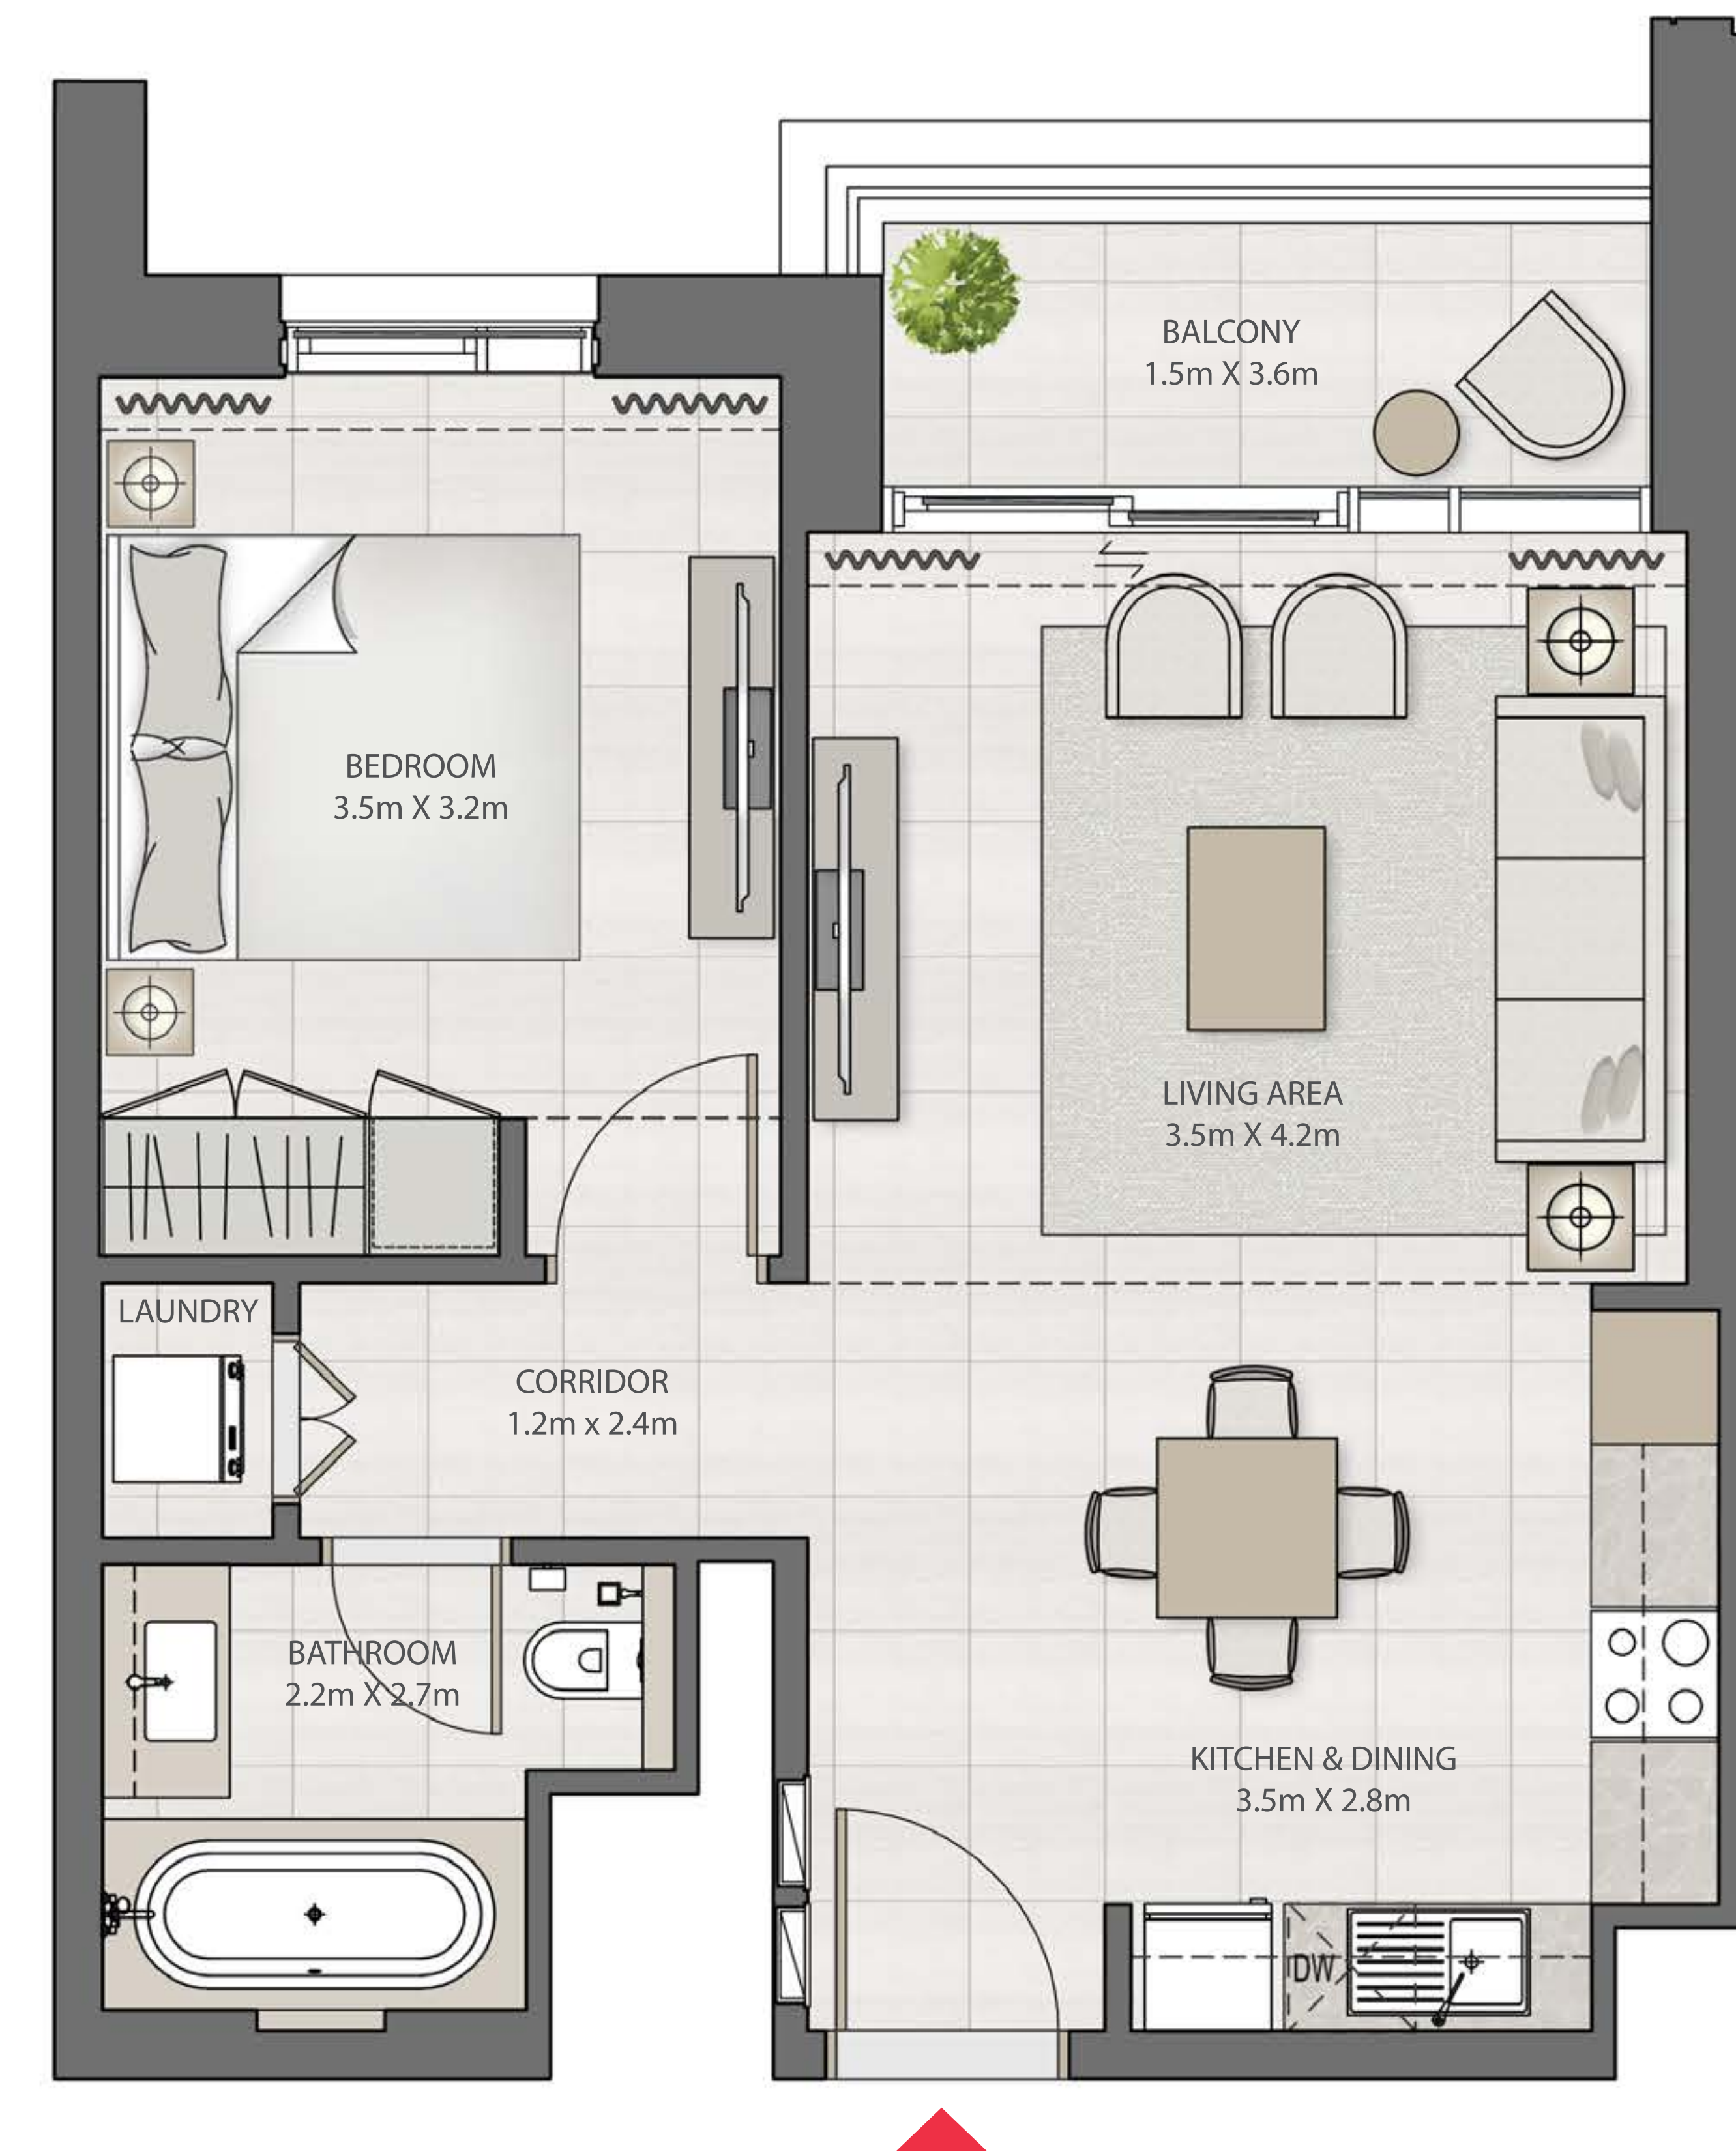 BALCONY
1.5m X 3.6m
BEDROOM
3.5m X 3.2m
LIVING AREA
3.5m X 4.2m
LAUNDRY
CORRIDOR
1.2m x 2.4m
BATHROOM
2.2m X 2.7m
KITCHEN & DINING
3.5m X 2.8m
DW